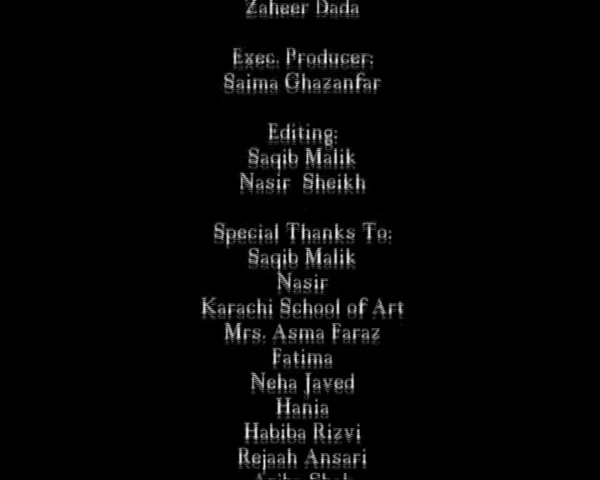 Zaheer Dada
Exec. Producer:
Saima Ghazanfar
Editing:
Saqib Malik
Nasir Sheikh
Special Thanks To:
Saqib Malik
Nasir
Karachi School of Art
Mrs. Asma Faraz
Fatima
Neha Javed
Hania
Habiba Rizvi
Rejaah Ansari